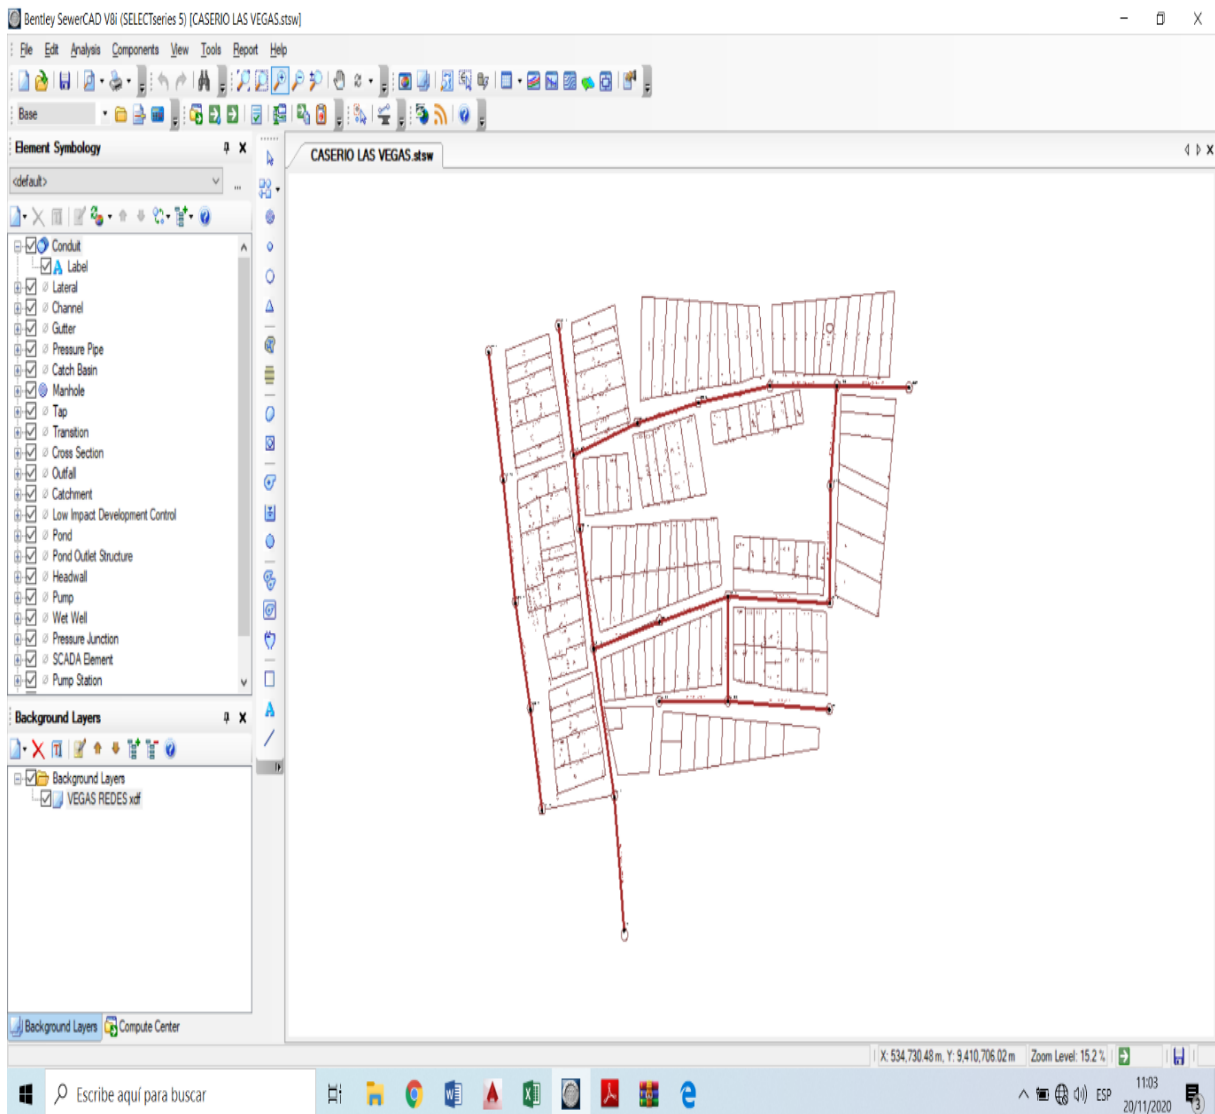 Bentley SewerCAD V8i (SELECTseries 5) [CASERIO LAS VEGAS.stsw]
File Edit Analysis Components View Tools Report Help
Base
Element Symbology
<default>
Conduit
Label
Lateral
Channel
Gutter
Pressure Pipe
Catch Basin
Manhole
Tap
Transition
Cross Section
Outfall
Catchment
Low Impact Development Control
Pond
Pond Outlet Structure
Headwall
Pump
Wet Well
Pressure Junction
SCADA Element
Pump Station
Background Layers
Background Layers
VEGAS REDES xdf
Background Layers Compute Center
CASERIO LAS VEGAS.stsw
X: 534,730.48 m, Y: 9,410,706.02 m Zoom Level: 15.2 %
Escribe aquí para buscar
ESP
11:03
20/11/2020
3